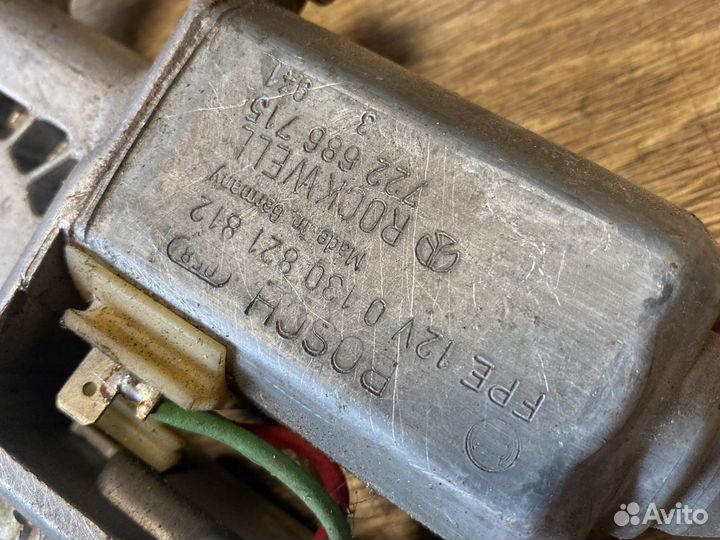 BOSCH
FPE 12V 0 130 821 812
Made in Germany
ROCKWELL
722 686 715
3
Avito